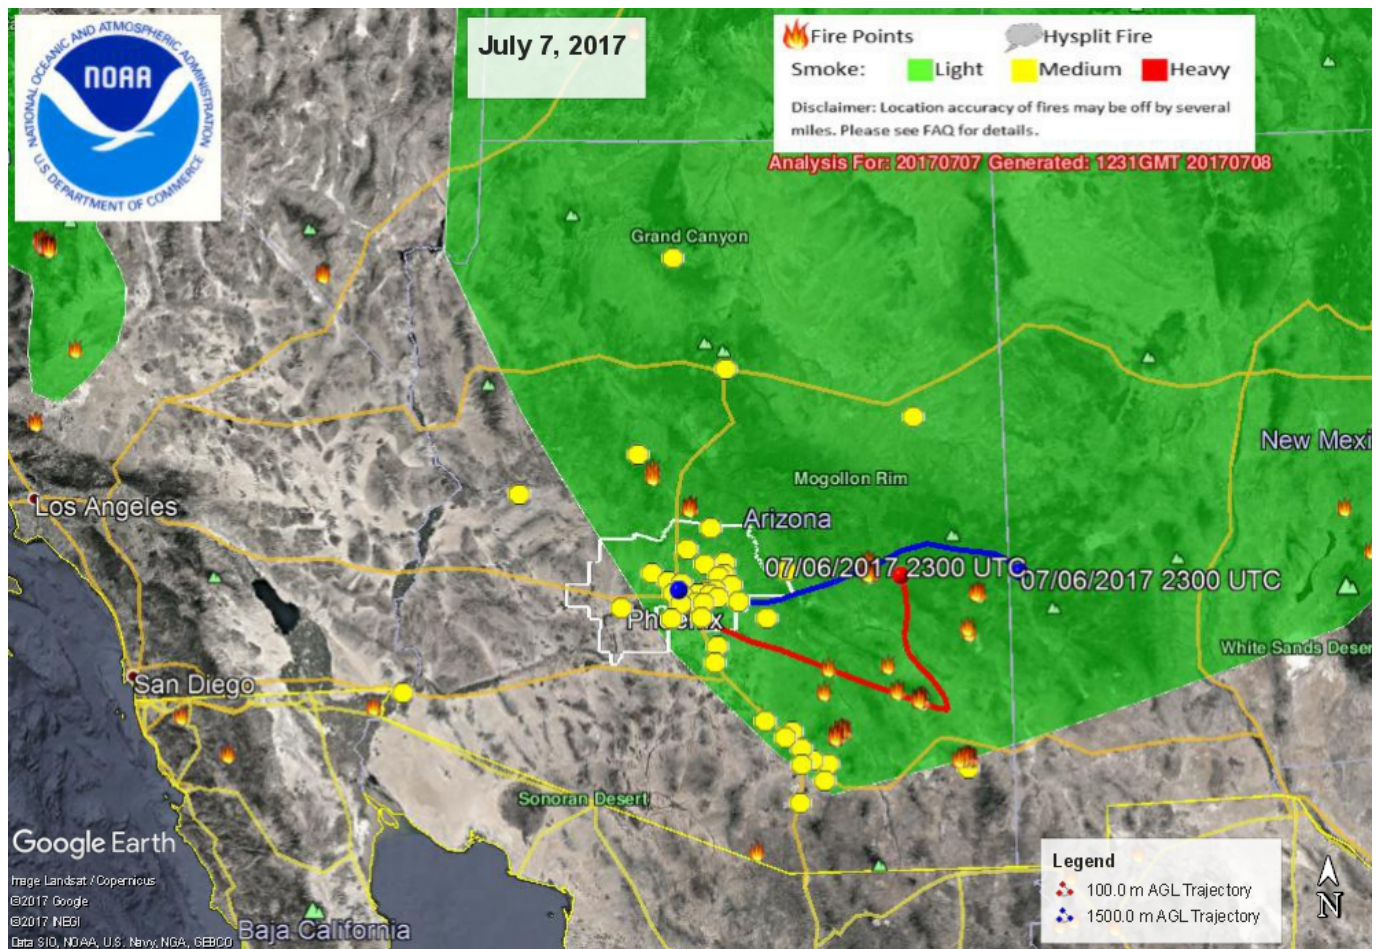 NATIONAL OCEANIC AND ATMOSPHERIC ADMINISTRATION
NOAA
U.S. DEPARTMENT OF COMMERCE
July 7, 2017
Fire Points Hysplit Fire
Smoke: Light Medium Heavy
Disclaimer: Location accuracy of fires may be off by several
miles. Please see FAQ for details.
Analysis For: 20170707 Generated: 1231GMT 20170708
Grand Canyon
New Mexi
Mogollon Rim
Los Angeles
Arizona
07/06/2017 2300 UTC
07/06/2017 2300 UTC
Phoenix
White Sands Deser
San Diego
Sonoran Desert
Google Earth
Image Landsat / Copernicus
©2017 Google
©2017 INEGI
Data SIO, NOAA, U.S. Navy, NGA, GEBCO
Baja California
Legend
100.0 m AGL Trajectory
1500.0 m AGL Trajectory
N